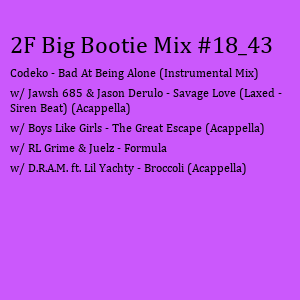 2F Big Bootie Mix #18_43
Codeko - Bad At Being Alone (Instrumental Mix)
w/ Jawsh 685 & Jason Derulo - Savage Love (Laxed -
Siren Beat) (Acappella)
w/ Boys Like Girls - The Great Escape (Acappella)
w/ RL Grime & Juelz - Formula
w/ D.R.A.M. ft. Lil Yachty - Broccoli (Acappella)